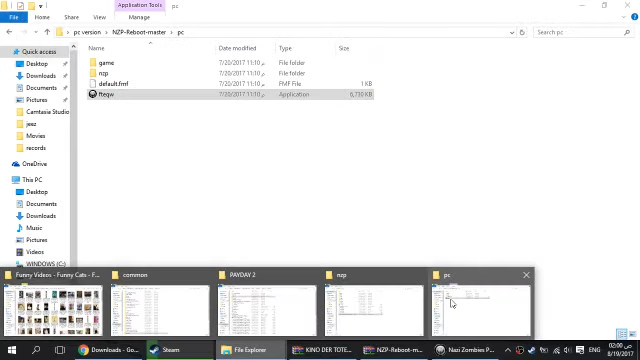 Application Tools pc
File Home Share View Manage
pc version > NZP-Reboot-master > pc
Search pc
Name Date modified Type Size
Quick access
Desktop
Downloads
Documents
Pictures
Camtasia Studio
jeez
Movies
records
OneDrive
This PC
Desktop
Documents
Downloads
Music
Pictures
Videos
WINDOWS (C:)
game 7/20/2017 11:10 م File folder
nzp 7/20/2017 11:10 م File folder
default.fmf 7/20/2017 11:10 م FMF File 1 KB
fteqw 7/20/2017 11:10 م Application 6,730 KB
Funny Videos - Funny Cats - F... common PAYDAY 2 nzp pc
Downloads - Go... Steam File Explorer KINO DER TOTE... NZP-Reboot-ma... Nazi Zombies P...
ENG
02:00 ص
8/19/2017